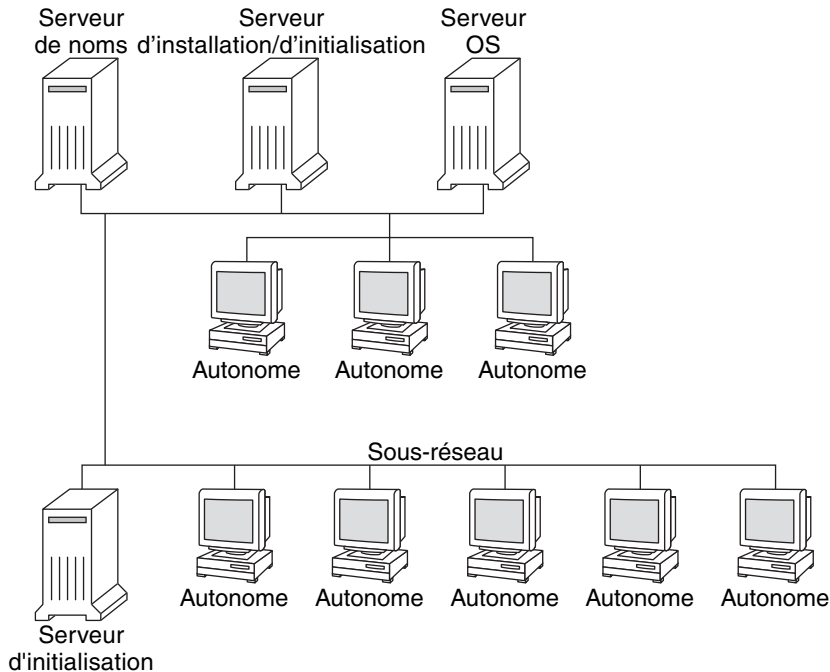 Serveur
de noms
Serveur
d’installation/d’initialisation
Serveur
OS
Autonome
Autonome
Autonome
Sous-réseau
Autonome
Autonome
Autonome
Autonome
Autonome
Serveur
d'initialisation